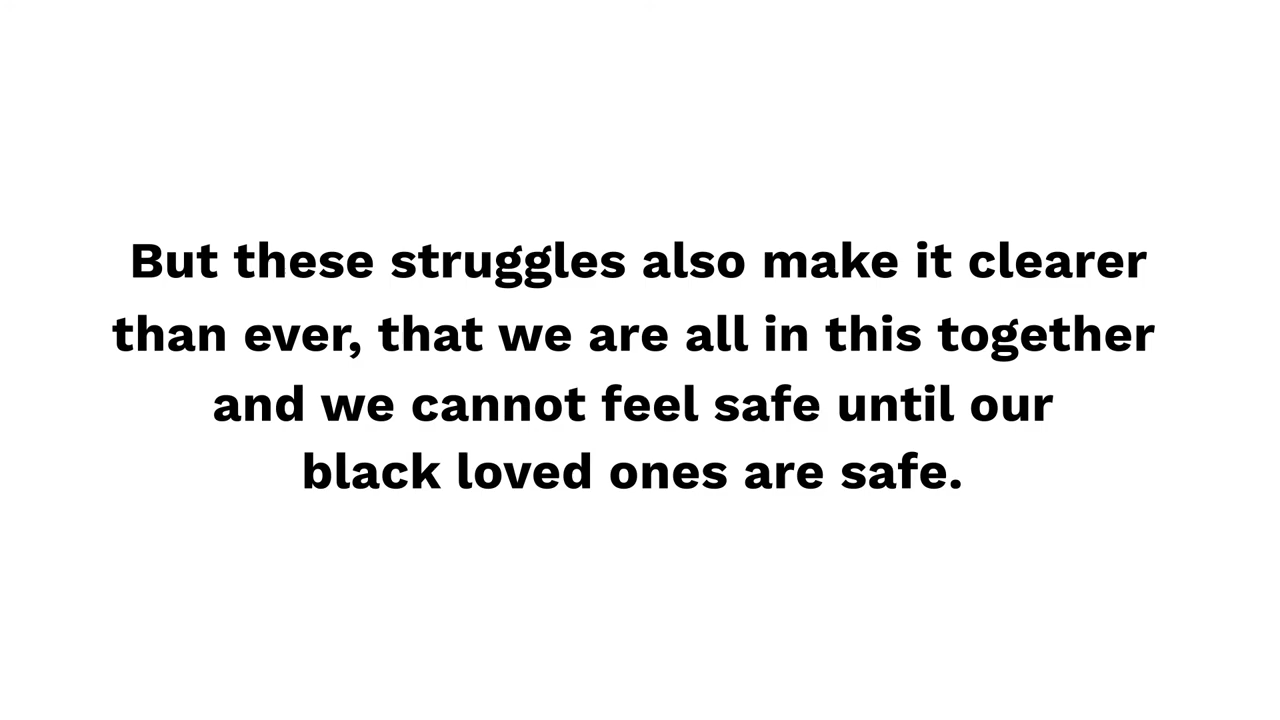 But these struggles also make it clearer
than ever, that we are all in this together
and we cannot feel safe until our
black loved ones are safe.